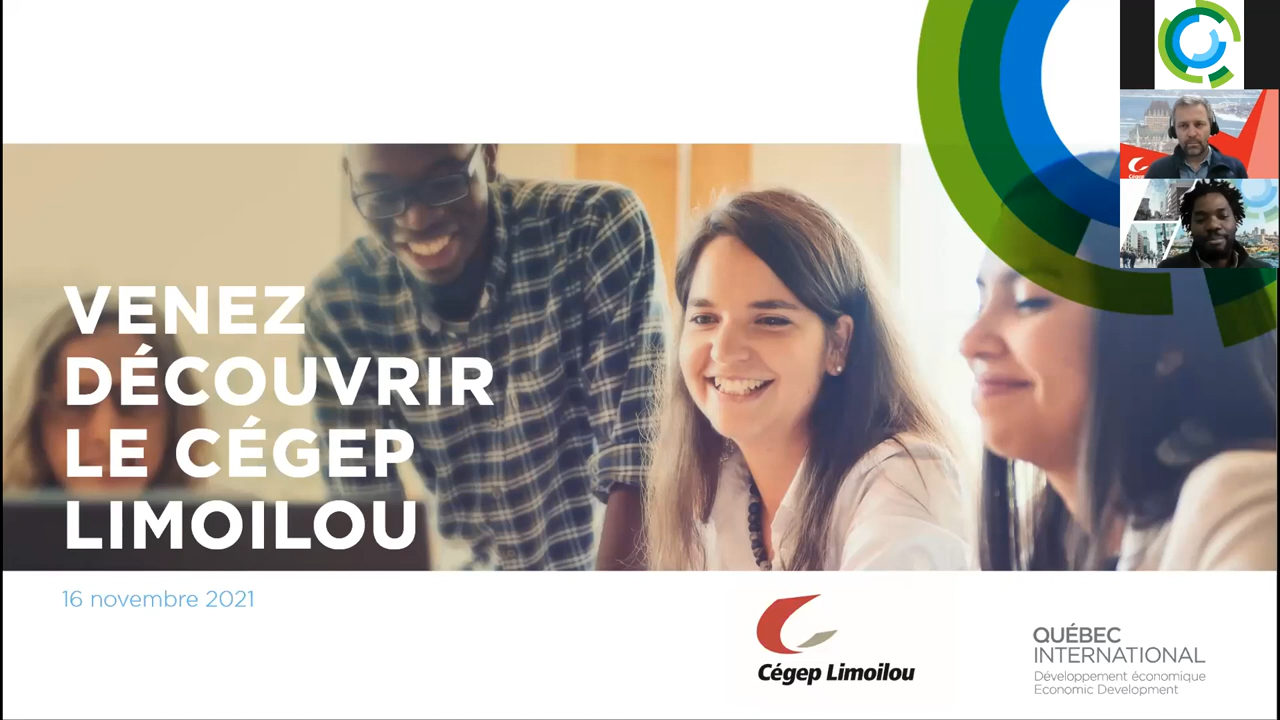 VENEZ
DÉCOUVRIR
LE CÉGEP
LIMOILOU
16 novembre 2021
Cégep Limoilou
QUÉBEC
INTERNATIONAL
Développement économique
Economic Development